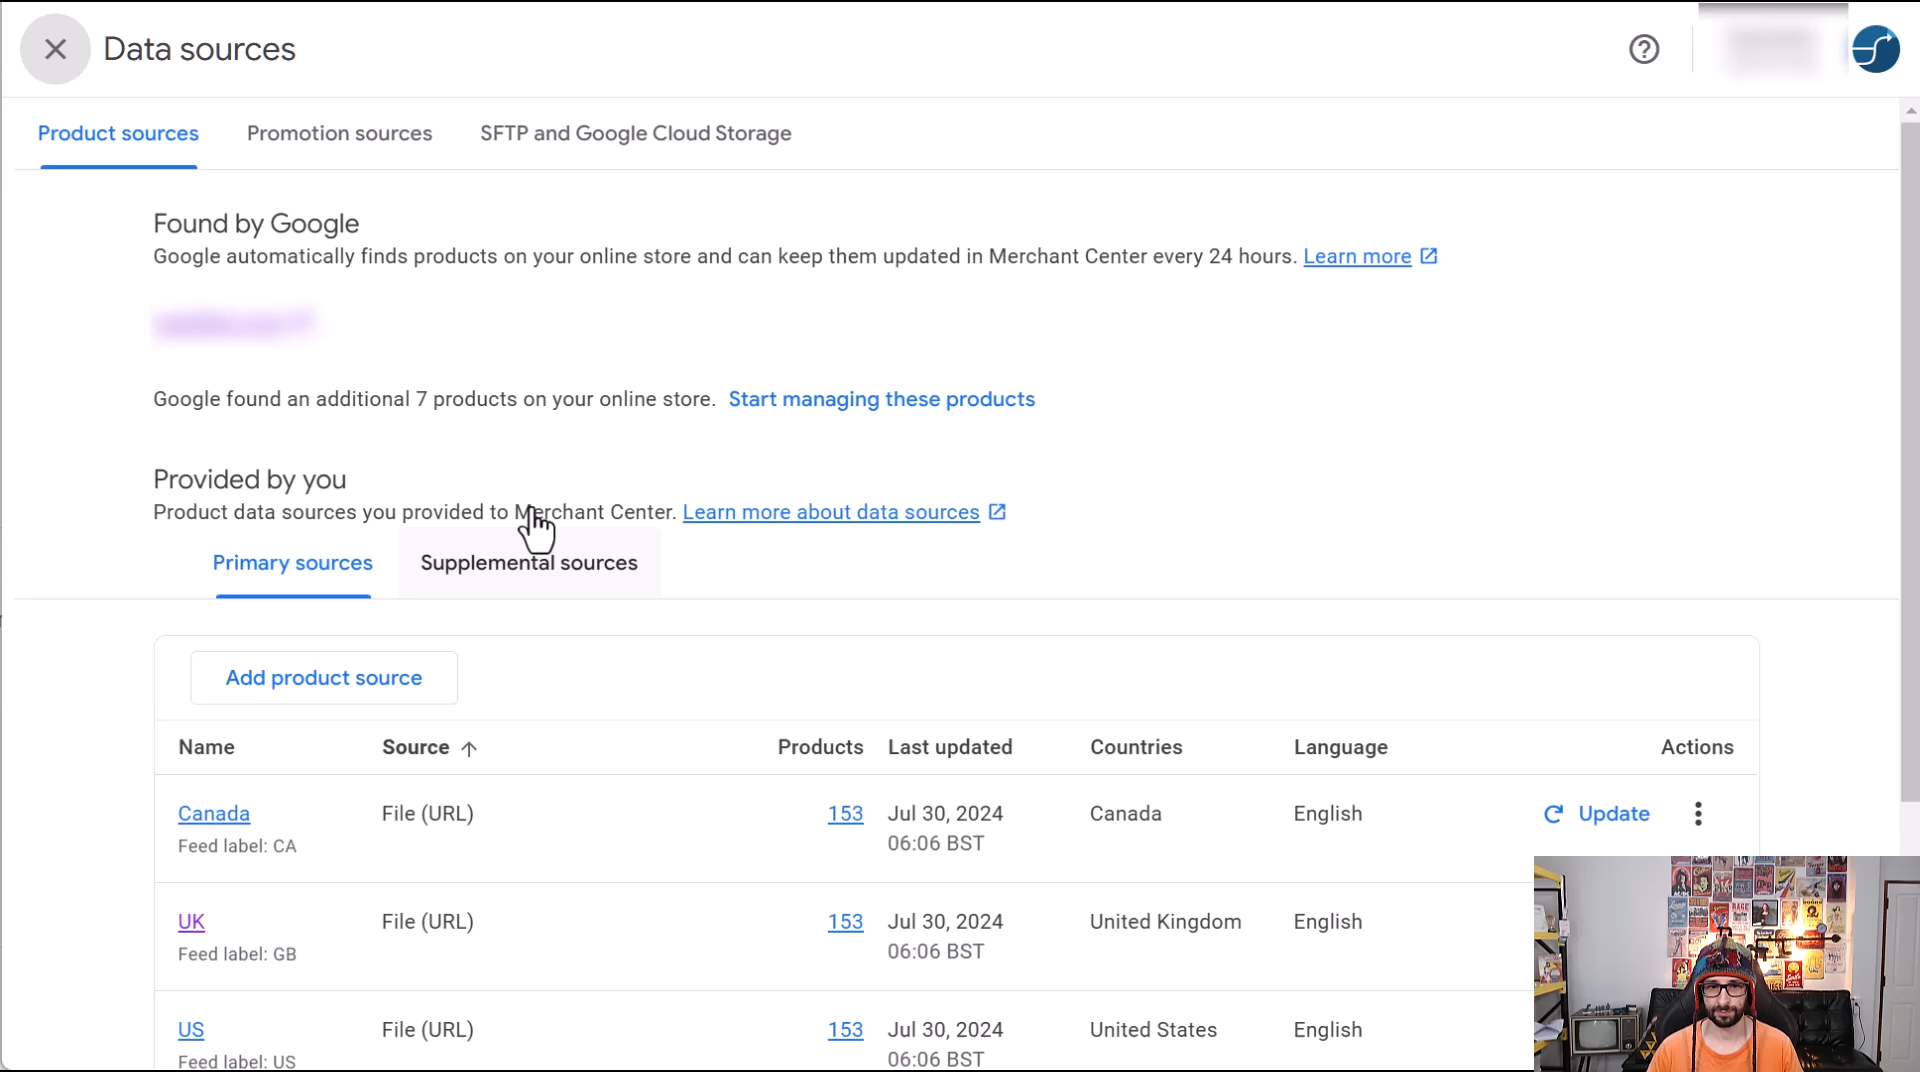 Data sources
Product sources
Promotion sources
SFTP and Google Cloud Storage
Found by Google
Google automatically finds products on your online store and can keep them updated in Merchant Center every 24 hours. Learn more
Google found an additional 7 products on your online store. Start managing these products
Provided by you
Product data sources you provided to Merchant Center. Learn more about data sources
Primary sources
Supplemental sources
Add product source
Name Source Products Last updated Countries Language Actions
Canada File (URL) 153 Jul 30, 2024 Canada English Update
Feed label: CA 06:06 BST
UK File (URL) 153 Jul 30, 2024 United Kingdom English
Feed label: GB 06:06 BST
US File (URL) 153 Jul 30, 2024 United States English
Feed label: US 06:06 BST